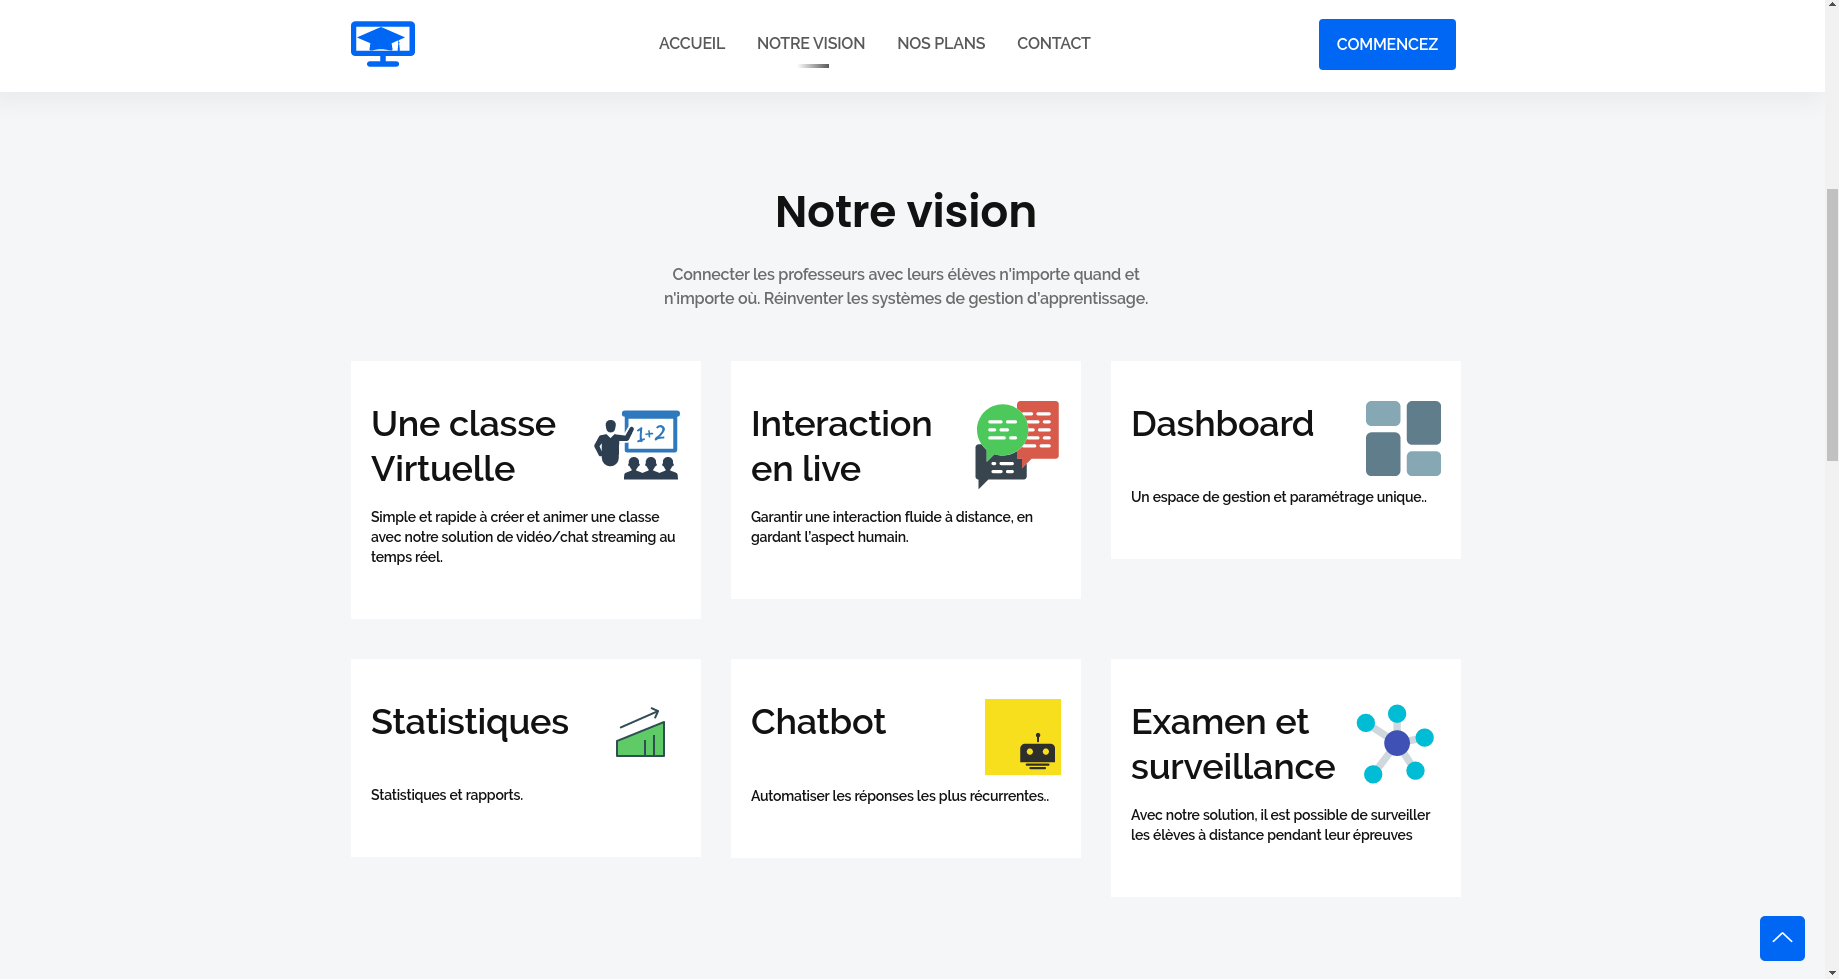 ACCUEIL NOTRE VISION NOS PLANS CONTACT COMMENCEZ
Notre vision
Connecter les professeurs avec leurs élèves n'importe quand et
n'importe où. Réinventer les systèmes de gestion d'apprentissage.
Une classe
Virtuelle
1+2
Simple et rapide à créer et animer une classe
avec notre solution de vidéo/chat streaming au
temps réel.
Interaction
en live
Garantir une interaction fluide à distance, en
gardant l'aspect humain.
Dashboard
Un espace de gestion et paramétrage unique..
Statistiques
Statistiques et rapports.
Chatbot
Automatiser les réponses les plus récurrentes..
Examen et
surveillance
Avec notre solution, il est possible de surveiller
les élèves à distance pendant leur épreuves